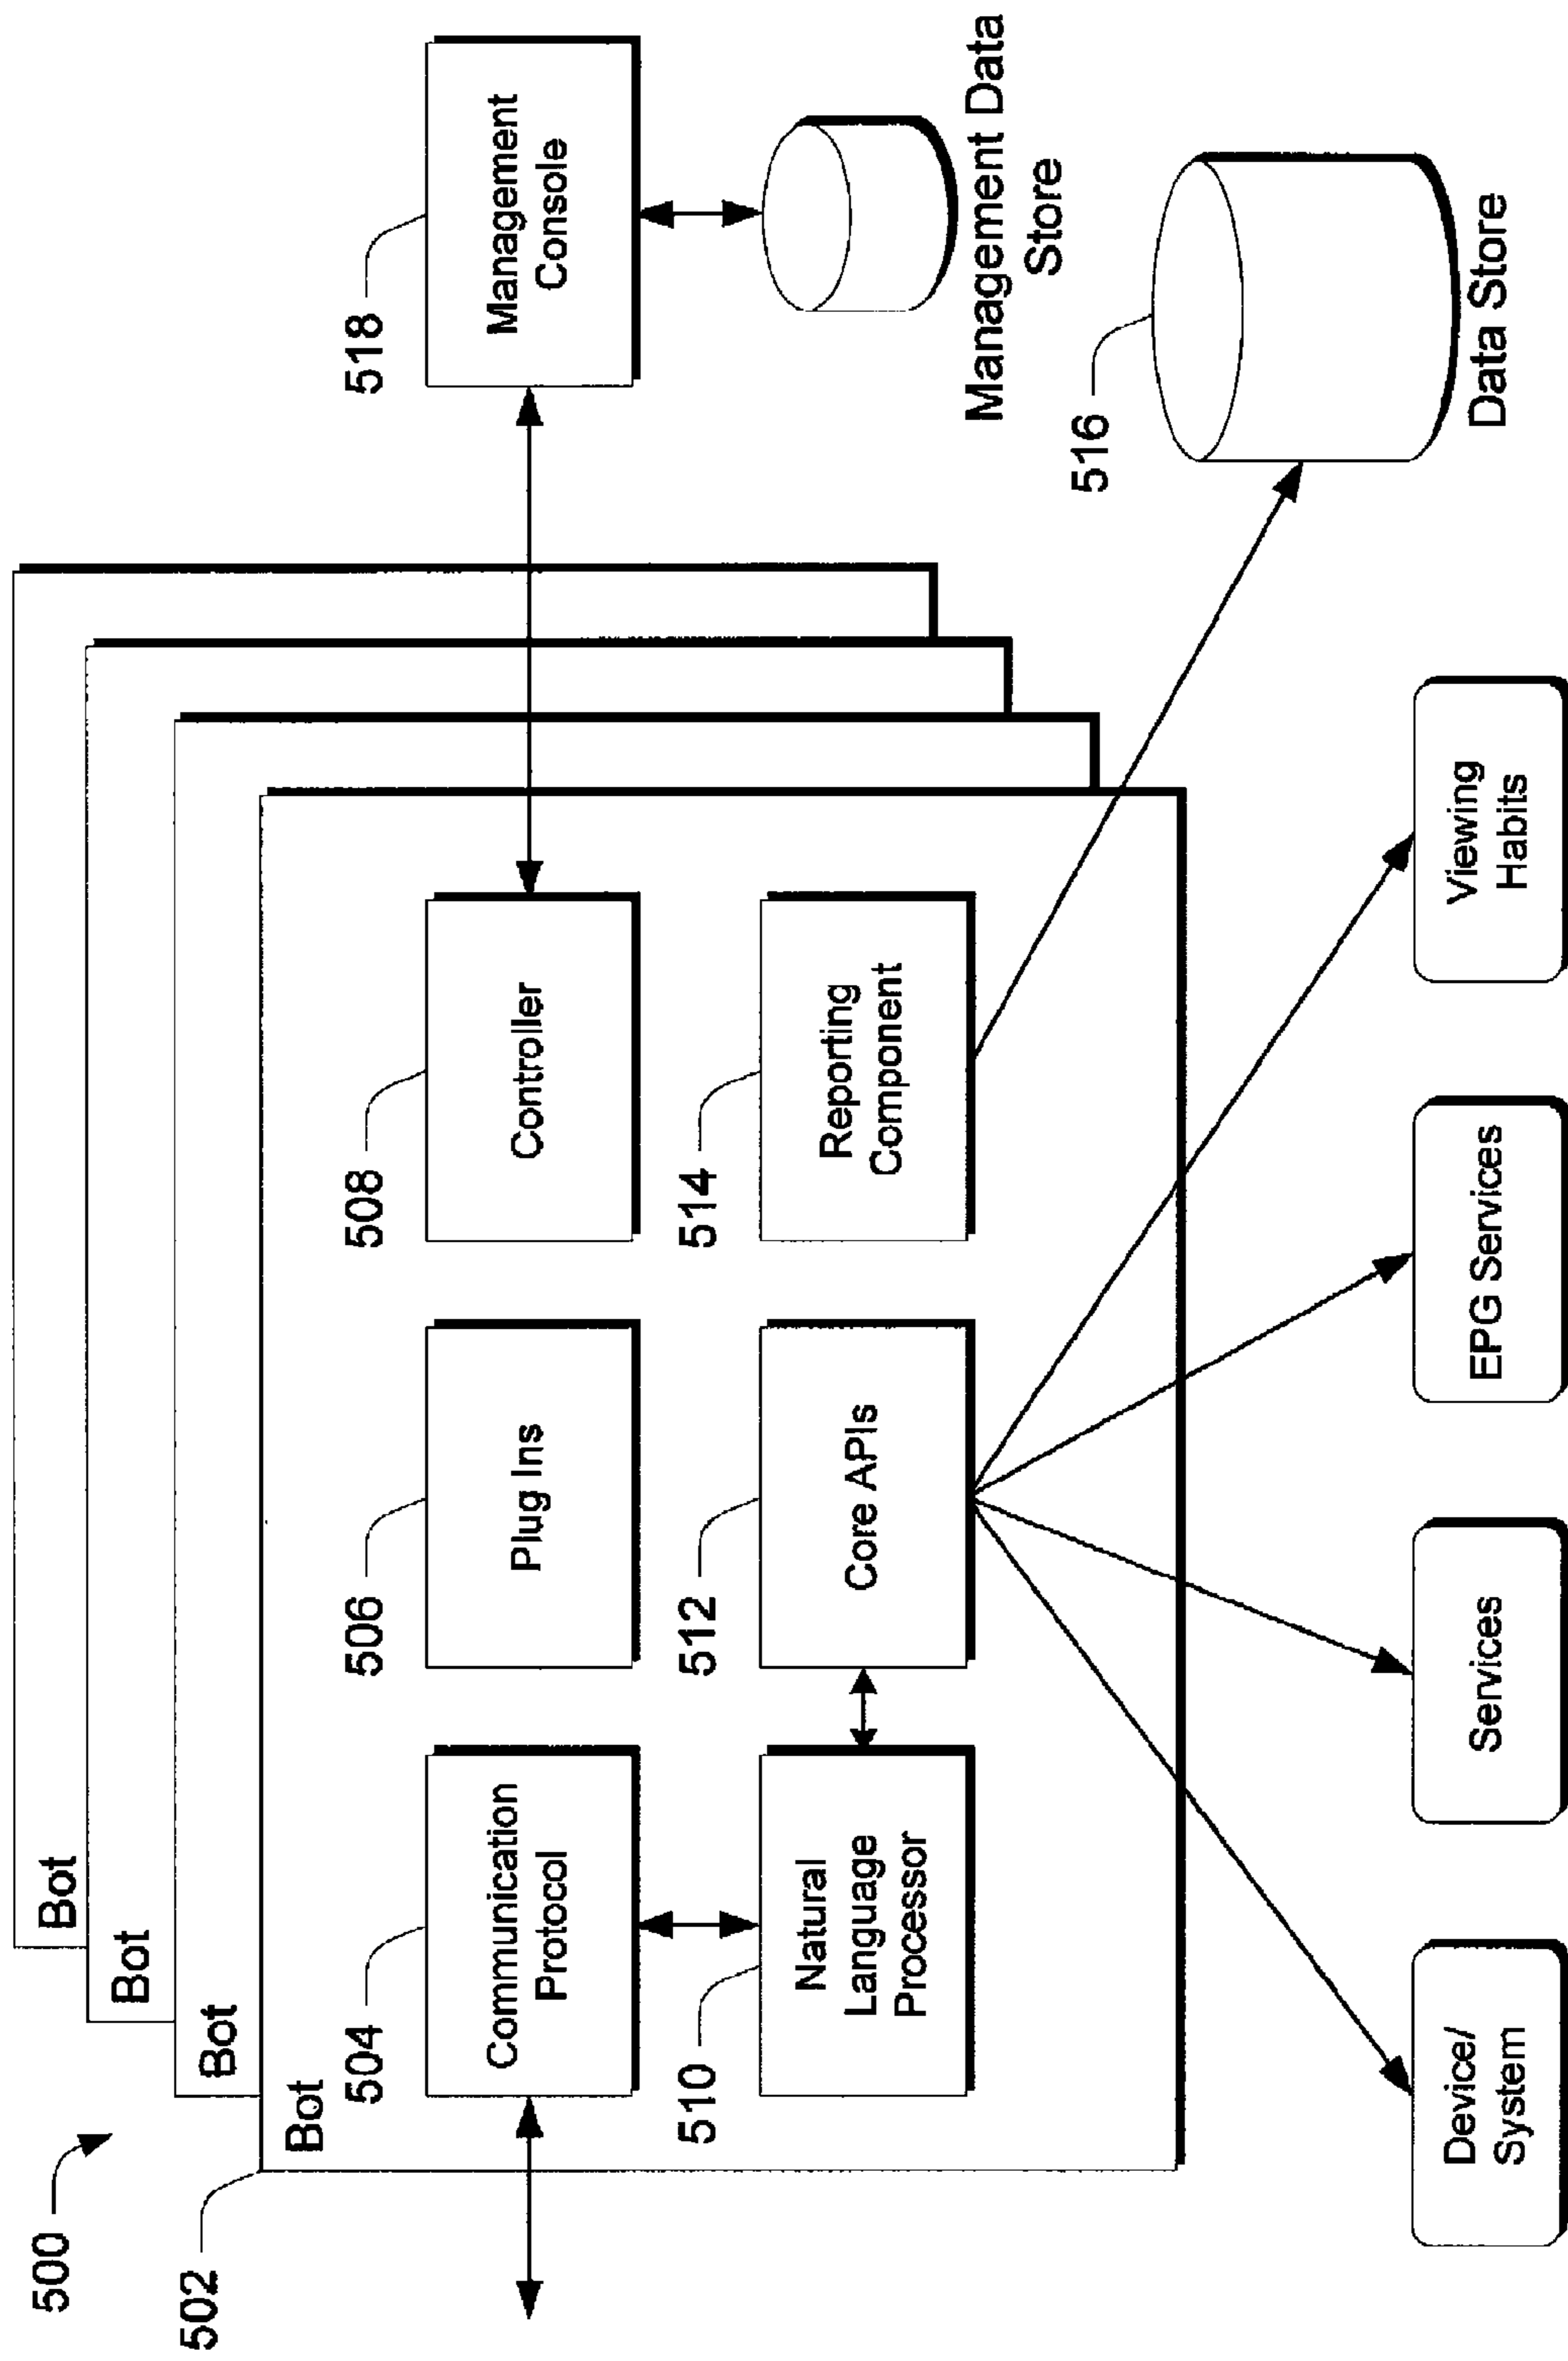 500
Bot
Bot
Bot
502
Bot
504
Communication
Protocol
506
Plug Ins
508
Controller
518
Management
Console
510
Natural
Language
Processor
512
Core APIs
514
Reporting
Component
Management Data
Store
516
Data Store
Device/
System
Services
EPG Services
Viewing
Habits